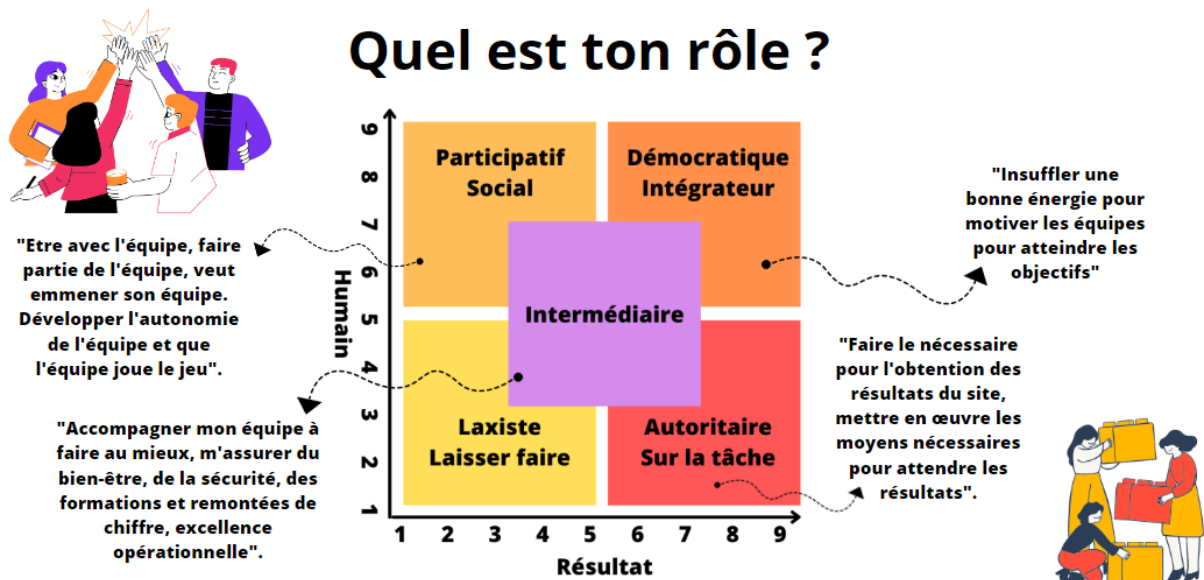 Quel est ton rôle ?
"Etre avec l'équipe, faire
partie de l'équipe, veut
emmener son équipe.
Développer l'autonomie
de l'équipe et que
l'équipe joue le jeu".
"Accompagner mon équipe à
faire au mieux, m'assurer du
bien-être, de la sécurité, des
formations et remontées de
chiffre, excellence
opérationnelle".
Humain
9
8
7
6
5
4
3
2
1
Participatif
Social
Démocratique
Intégrateur
Intermédiaire
Laxiste
Laisser faire
Autoritaire
Sur la tâche
1 2 3 4 5 6 7 8 9
Résultat
"Insuffler une
bonne énergie pour
motiver les équipes
pour atteindre les
objectifs"
"Faire le nécessaire
pour l'obtention des
résultats du site,
mettre en œuvre les
moyens nécessaires
pour attendre les
résultats".